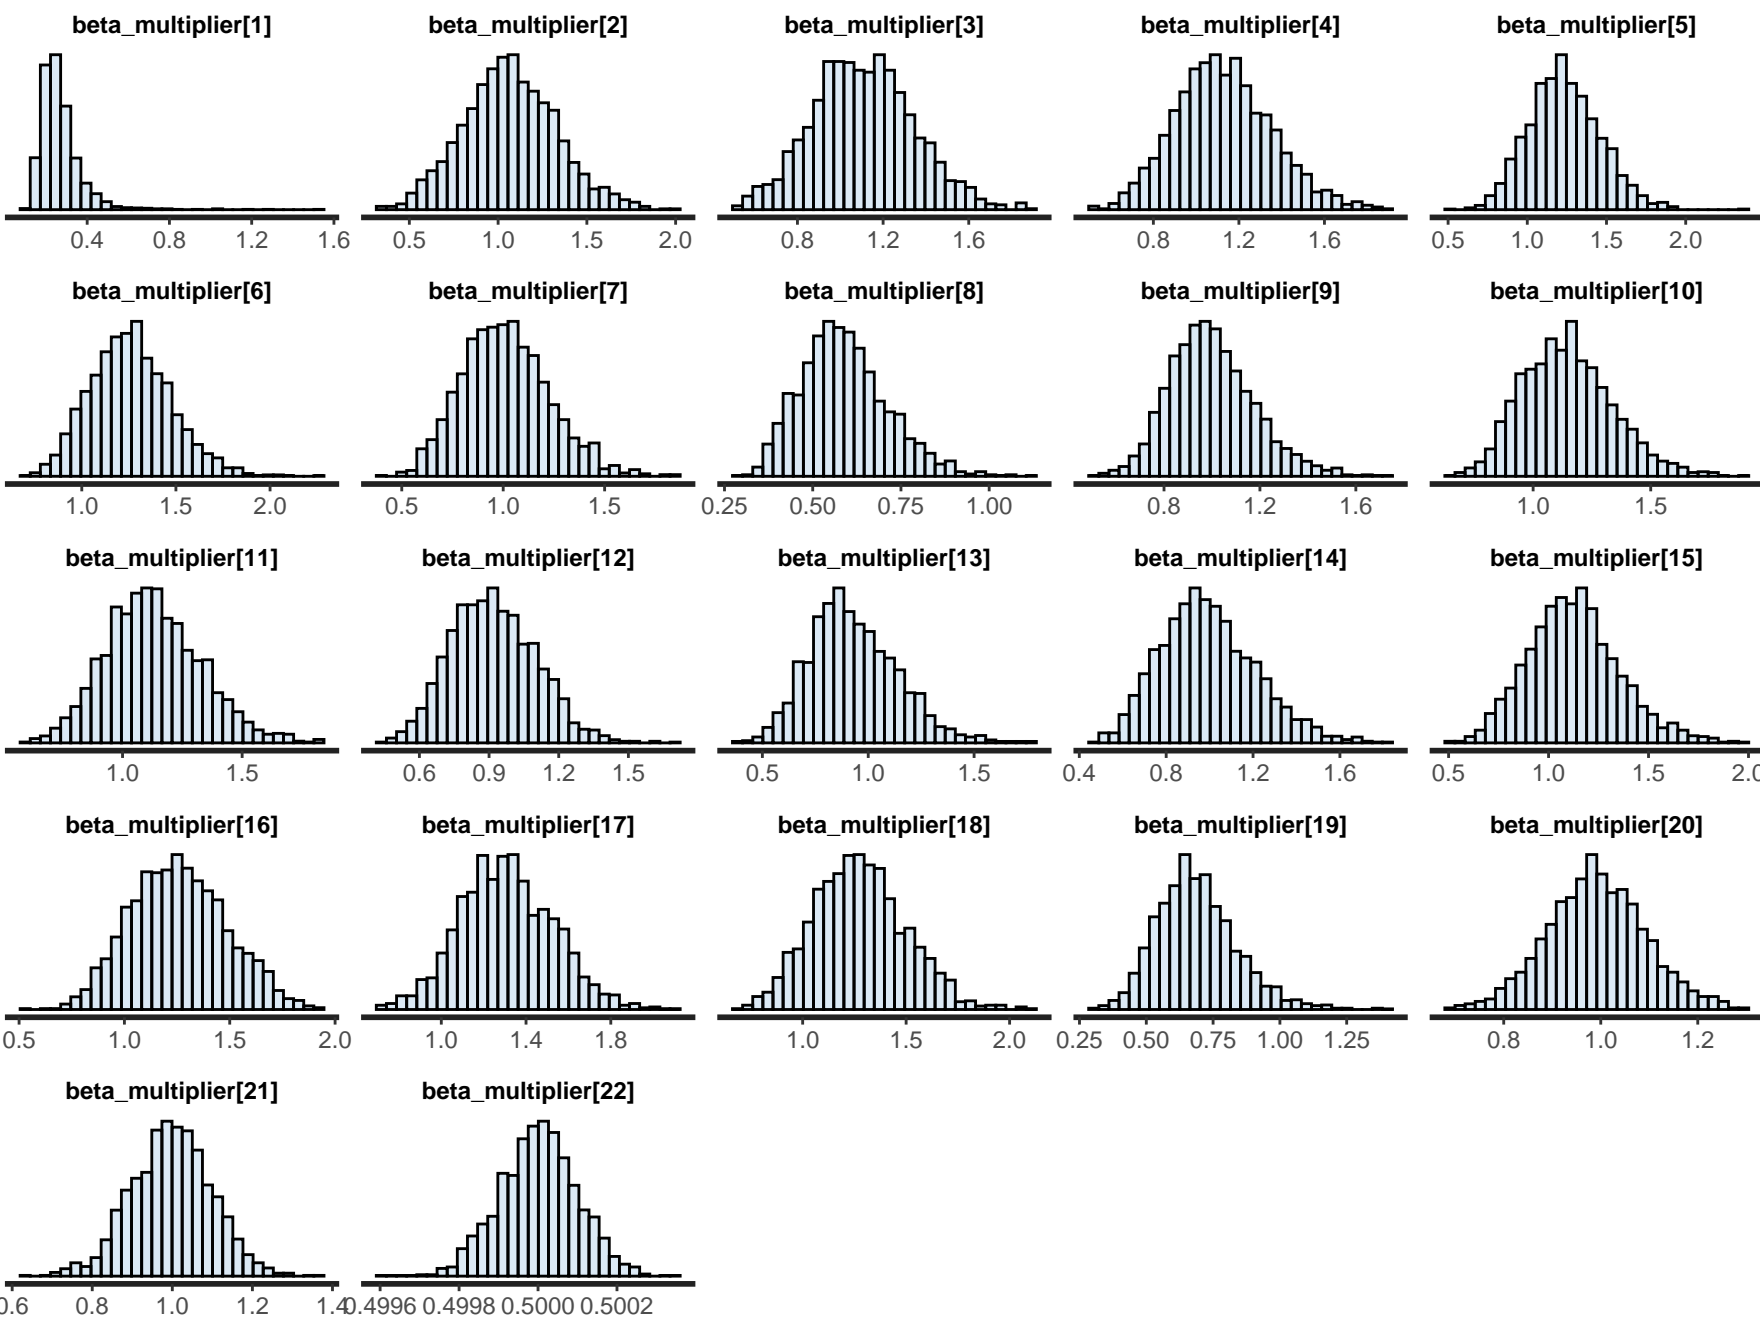 beta_multiplier[1] beta_multiplier[2] beta_multiplier[3] beta_multiplier[4] beta_multiplier[5]
0.4 0.8 1.2 1.6 0.5 1.0 1.5 2.0 0.8 1.2 1.6 0.8 1.2 1.6 0.5 1.0 1.5 2.0
beta_multiplier[6] beta_multiplier[7] beta_multiplier[8] beta_multiplier[9] beta_multiplier[10]
1.0 1.5 2.0 0.5 1.0 1.5 0.25 0.50 0.75 1.00 0.8 1.2 1.6 1.0 1.5
beta_multiplier[11] beta_multiplier[12] beta_multiplier[13] beta_multiplier[14] beta_multiplier[15]
1.0 1.5 0.6 0.9 1.2 1.5 0.5 1.0 1.5 0.4 0.8 1.2 1.6 0.5 1.0 1.5 2.0
beta_multiplier[16] beta_multiplier[17] beta_multiplier[18] beta_multiplier[19] beta_multiplier[20]
0.5 1.0 1.5 2.0 1.0 1.4 1.8 1.0 1.5 2.0 0.25 0.50 0.75 1.00 1.25 0.8 1.0 1.2
beta_multiplier[21] beta_multiplier[22]
0.6 0.8 1.0 1.2 1.4 0.4996 0.4998 0.5000 0.5002